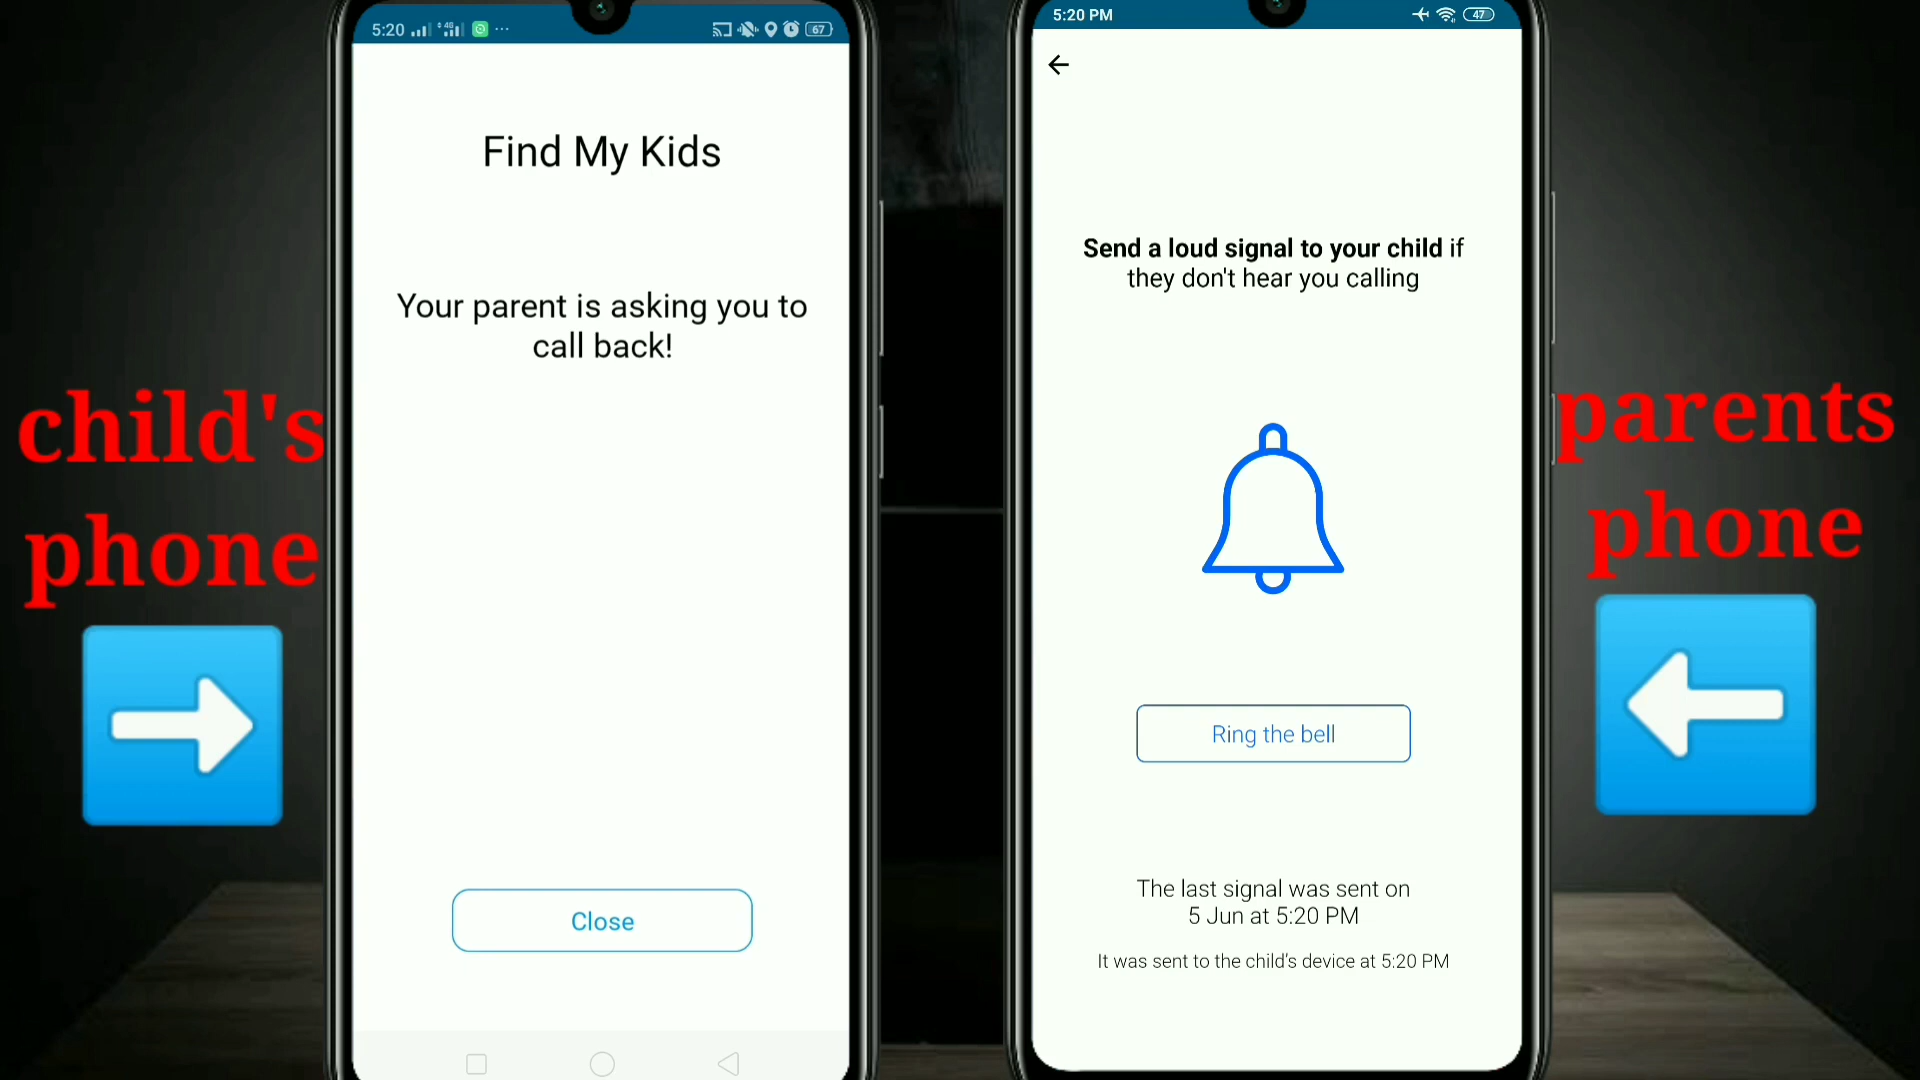 5:20
4G
67
Find My Kids
Your parent is asking you to
call back!
Close
child's
phone
5:20 PM
47
Send a loud signal to your child if
they don't hear you calling
Ring the bell
The last signal was sent on
5 Jun at 5:20 PM
It was sent to the child's device at 5:20 PM
parents
phone